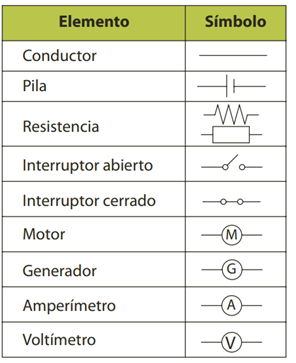 Elemento Símbolo
Conductor
Pila
Resistencia
Interruptor abierto
Interruptor cerrado
Motor M
Generador G
Amperímetro A
Voltímetro V